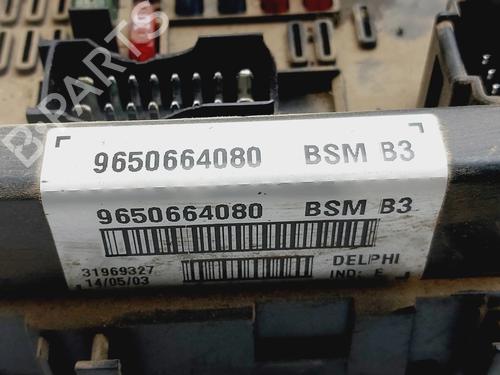 B-PARTS
9650664080 BSM B3
9650664080 BSM B3
31969327 DELPHI
14/05/03 IND: E